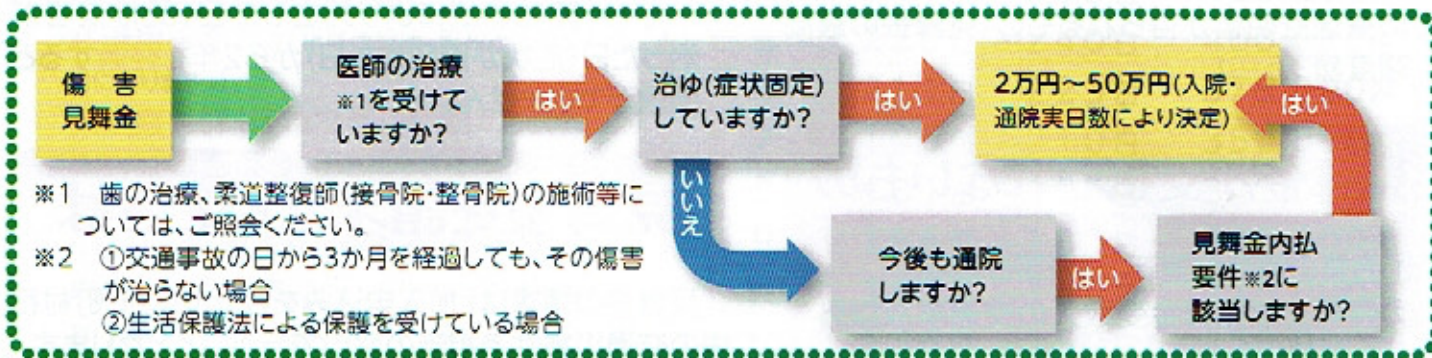 傷　害
見舞金
医師の治療
※1を受けて
いますか?
はい
治ゆ(症状固定)
していますか?
はい
2万円～50万円(入院・
通院実日数により決定)
はい
いいえ
今後も通院
しますか?
はい
見舞金内払
要件※2に
該当しますか?
※1　歯の治療、柔道整復師(接骨院・整骨院)の施術等に
ついては、ご照会ください。
※2　①交通事故の日から3か月を経過しても、その傷害
が治らない場合
②生活保護法による保護を受けている場合